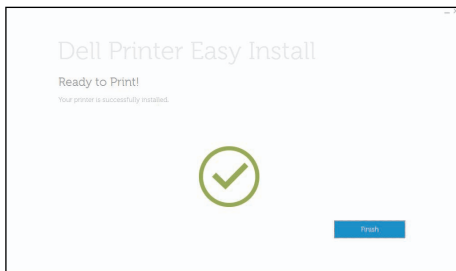 Dell Printer Easy Install
Ready to Print!
Your printer is successfully installed.
Finish